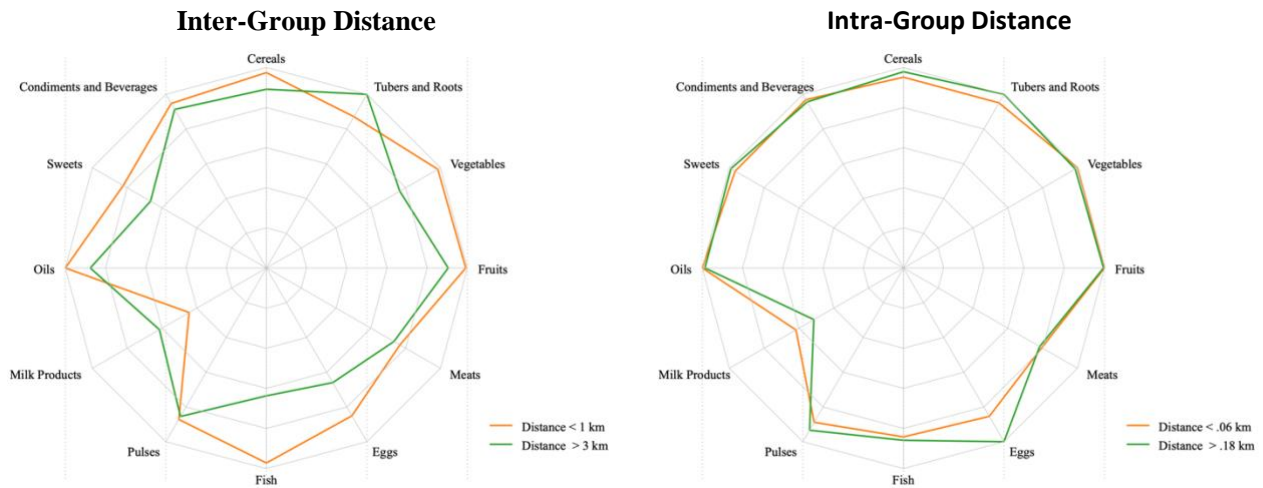 Inter-Group Distance
Cereals
Condiments and Beverages
Tubers and Roots
Sweets
Vegetables
Oils
Fruits
Milk Products
Meats
Pulses
Eggs
Fish
Distance < 1 km
Distance > 3 km
Intra-Group Distance
Cereals
Condiments and Beverages
Tubers and Roots
Sweets
Vegetables
Oils
Fruits
Milk Products
Meats
Pulses
Eggs
Fish
Distance < .06 km
Distance > .18 km